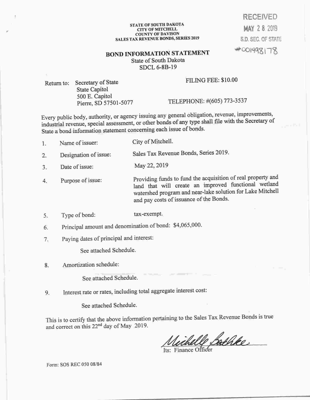 RECEIVED
MAY 28 2019
S.D. SEC. OF STATE
STATE OF SOUTH DAKOTA
CITY OF MITCHELL
COUNTY OF DAVISON
SALES TAX REVENUE BONDS, SERIES 2019
BOND INFORMATION STATEMENT
State of South Dakota
SDCL 6-8B-19
Return to: Secretary of State
State Capitol
500 E. Capitol
Pierre, SD 57501-5077
FILING FEE: $10.00
TELEPHONE: #(605) 773-3537
Every public body, authority, or agency issuing any general obligation, revenue, improvements,
industrial revenue, special assessment, or other bonds of any type shall file with the Secretary of
State a bond information statement concerning each issue of bonds.
1. Name of issuer: City of Mitchell.
2. Designation of issue: Sales Tax Revenue Bonds, Series 2019.
3. Date of issue: May 22, 2019
4. Purpose of issue: Providing funds to fund the acquisition of real property and
land that will create an improved functional wetland
watershed program and near-lake solution for Lake Mitchell
and pay costs of issuance of the Bonds.
5. Type of bond: tax-exempt.
6. Principal amount and denomination of bond: $4,065,000.
7. Paying dates of principal and interest:
See attached Schedule.
8. Amortization schedule:
See attached Schedule.
9. Interest rate or rates, including total aggregate interest cost:
See attached Schedule.
This is to certify that the above information pertaining to the Sales Tax Revenue Bonds is true
and correct on this 22nd day of May 2019.
Michelle
Its: Finance Officer
Form: SOS REC 050 08/84